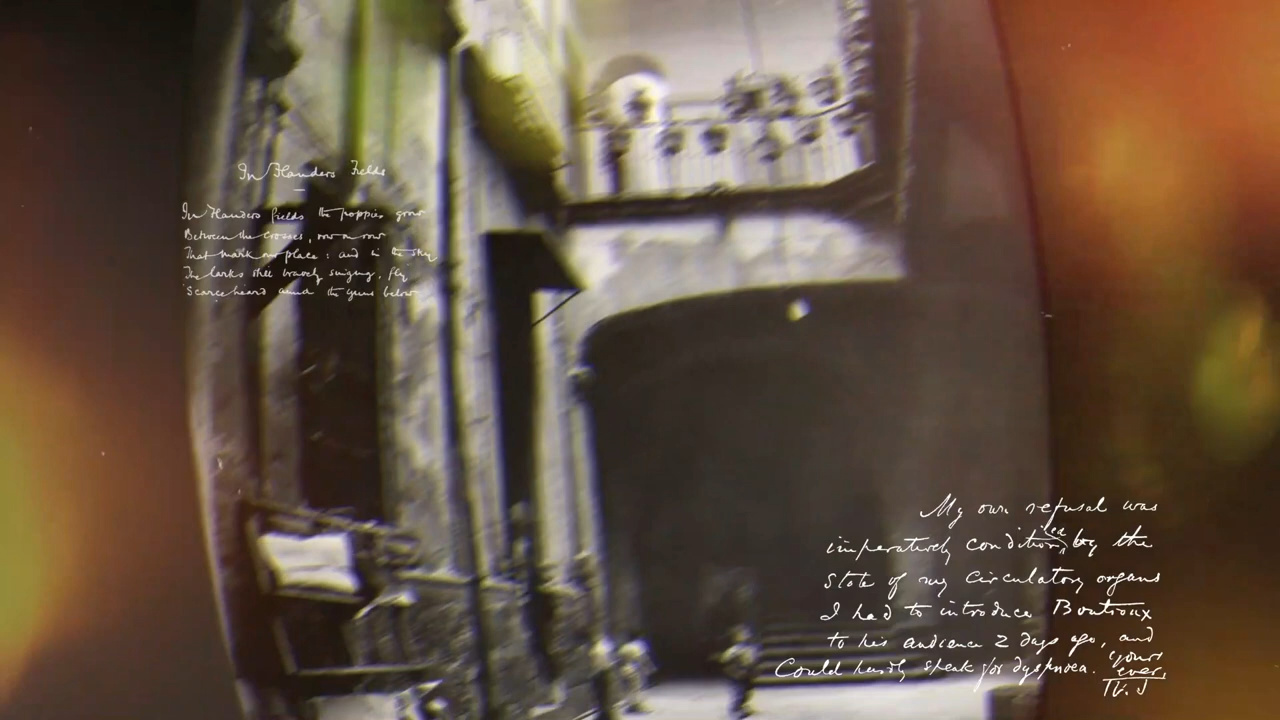 In Flanders Fields
In Flanders fields the poppies grow
Between the crosses, row on row
That mark our place: and in the sky
The larks still bravely singing, fly
Scarce heard amid the guns below
My own refusal was
imperatively conditioned by the
state of my circulatory organs
I had to introduce Boutroux
to his audience 2 days ago, and
Could hardly speak for dyspnoea.
yours
ever,
W.J